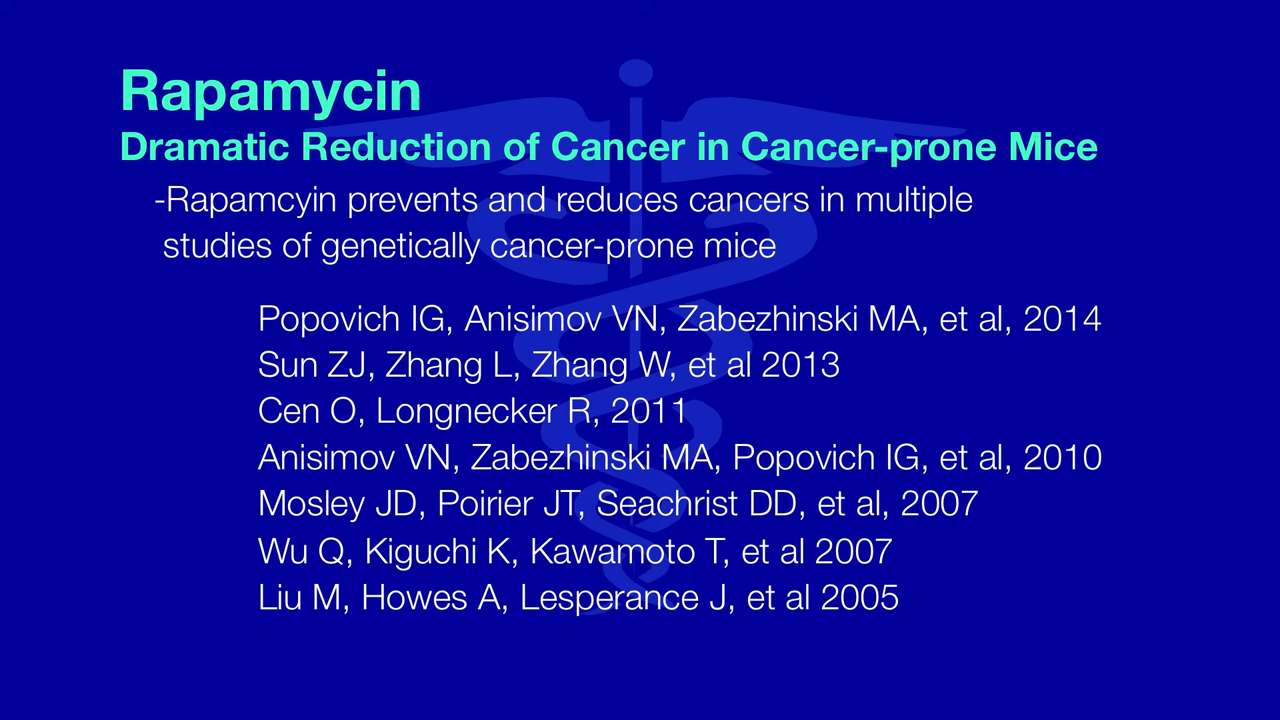 Rapamycin
Dramatic Reduction of Cancer in Cancer-prone Mice
-Rapamcyin prevents and reduces cancers in multiple
studies of genetically cancer-prone mice
Popovich IG, Anisimov VN, Zabezhinski MA, et al, 2014
Sun ZJ, Zhang L, Zhang W, et al 2013
Cen O, Longnecker R, 2011
Anisimov VN, Zabezhinski MA, Popovich IG, et al, 2010
Mosley JD, Poirier JT, Seachrist DD, et al, 2007
Wu Q, Kiguchi K, Kawamoto T, et al 2007
Liu M, Howes A, Lesperance J, et al 2005